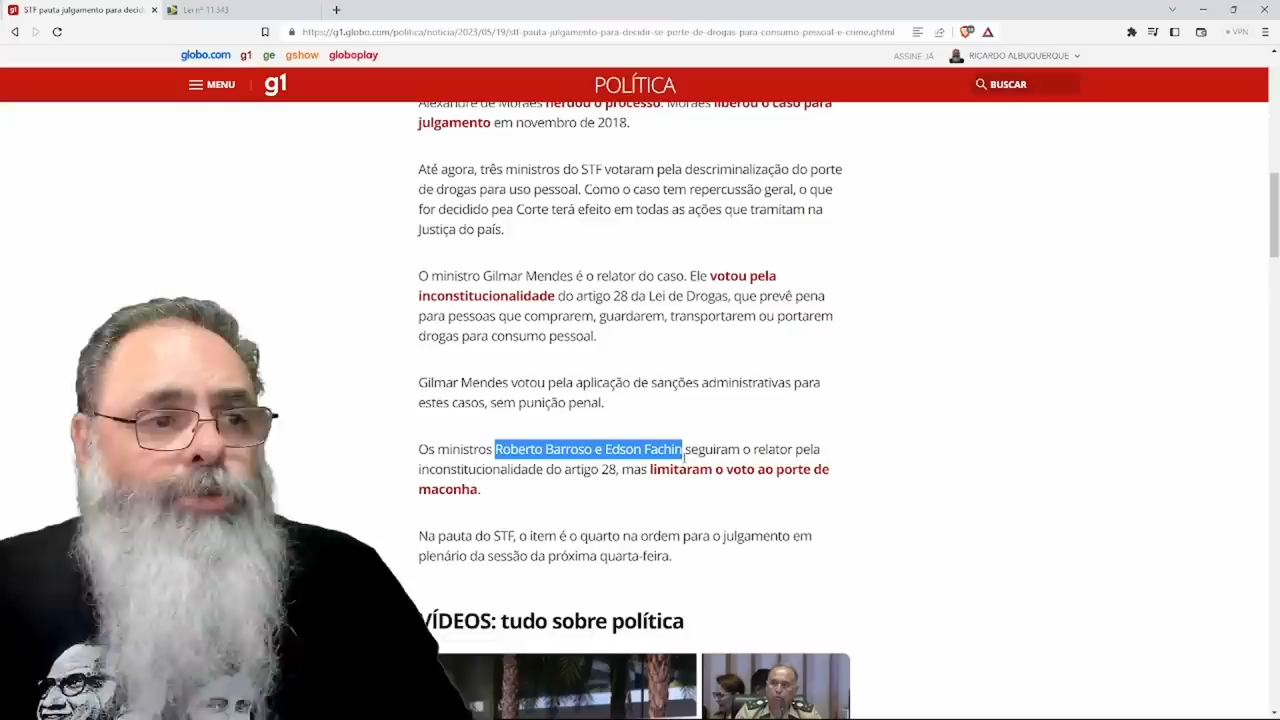 STF pauta julgamento para decid
Lei nº 11.343
https://g1.globo.com/politica/noticia/2023/05/19/stf-pauta-julgamento-para-decidir-se-porte-de-drogas-para-consumo-pessoal-e-crime.ghtml
VPN
globo.com g1 ge gshow globoplay
ASSINE JÁ
RICARDO ALBUQUERQUE
MENU
g1
POLÍTICA
BUSCAR
Alexandre de Moraes herdou o processo. Moraes liberou o caso para
julgamento em novembro de 2018.
Até agora, três ministros do STF votaram pela descriminalização do porte
de drogas para uso pessoal. Como o caso tem repercussão geral, o que
for decidido pea Corte terá efeito em todas as ações que tramitam na
Justiça do país.
O ministro Gilmar Mendes é o relator do caso. Ele votou pela
inconstitucionalidade do artigo 28 da Lei de Drogas, que prevê pena
para pessoas que comprarem, guardarem, transportarem ou portarem
drogas para consumo pessoal.
Gilmar Mendes votou pela aplicação de sanções administrativas para
estes casos, sem punição penal.
Os ministros Roberto Barroso e Edson Fachin seguiram o relator pela
inconstitucionalidade do artigo 28, mas limitaram o voto ao porte de
maconha.
Na pauta do STF, o item é o quarto na ordem para o julgamento em
plenário da sessão da próxima quarta-feira.
VÍDEOS: tudo sobre política